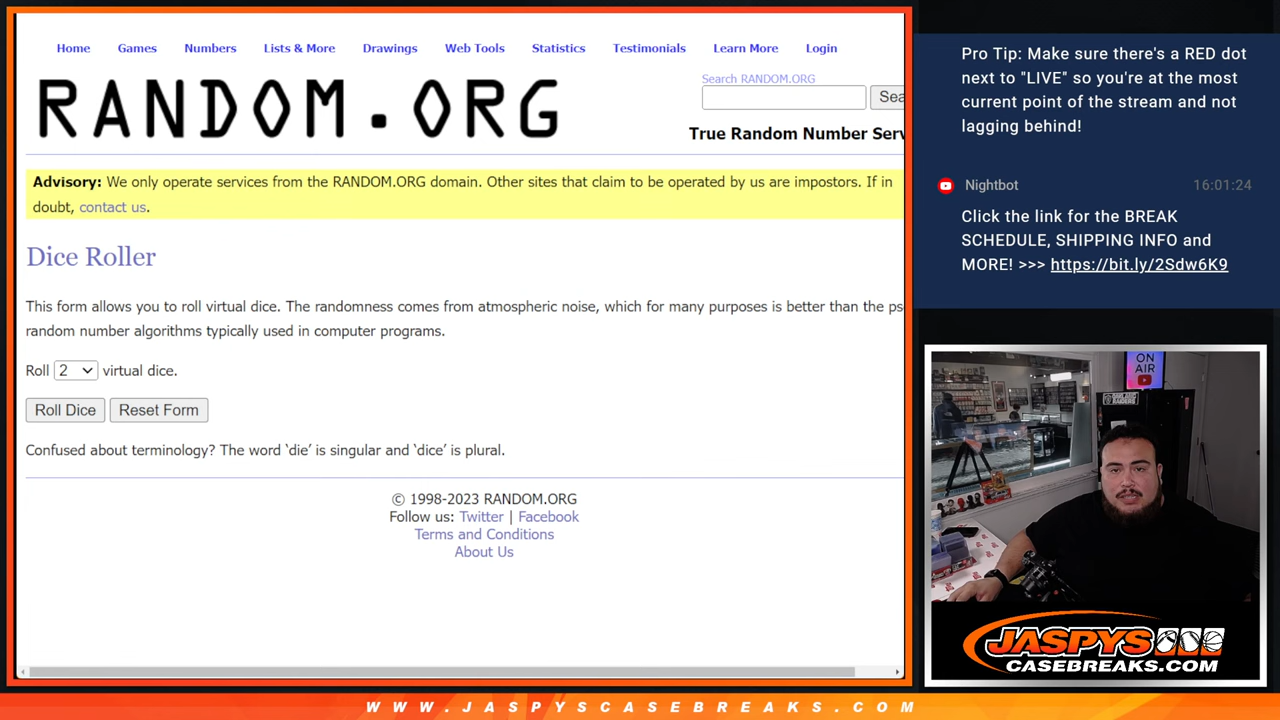 Home Games Numbers Lists & More Drawings Web Tools Statistics Testimonials Learn More Login
RANDOM.ORG
Search RANDOM.ORG
Sea
True Random Number Serv
Advisory: We only operate services from the RANDOM.ORG domain. Other sites that claim to be operated by us are impostors. If in
doubt, contact us.
Dice Roller
This form allows you to roll virtual dice. The randomness comes from atmospheric noise, which for many purposes is better than the ps
random number algorithms typically used in computer programs.
Roll 2 virtual dice.
Roll Dice Reset Form
Confused about terminology? The word ‘die’ is singular and ‘dice’ is plural.
© 1998-2023 RANDOM.ORG
Follow us: Twitter | Facebook
Terms and Conditions
About Us
Pro Tip: Make sure there's a RED dot
next to "LIVE" so you're at the most
current point of the stream and not
lagging behind!
Nightbot 16:01:24
Click the link for the BREAK
SCHEDULE, SHIPPING INFO and
MORE! >>> https://bit.ly/2Sdw6K9
ON
AIR
OAKLAND
RAIDERS
JASPYS
CASEBREAKS.COM
WWW.JASPYSCASEBREAKS.COM